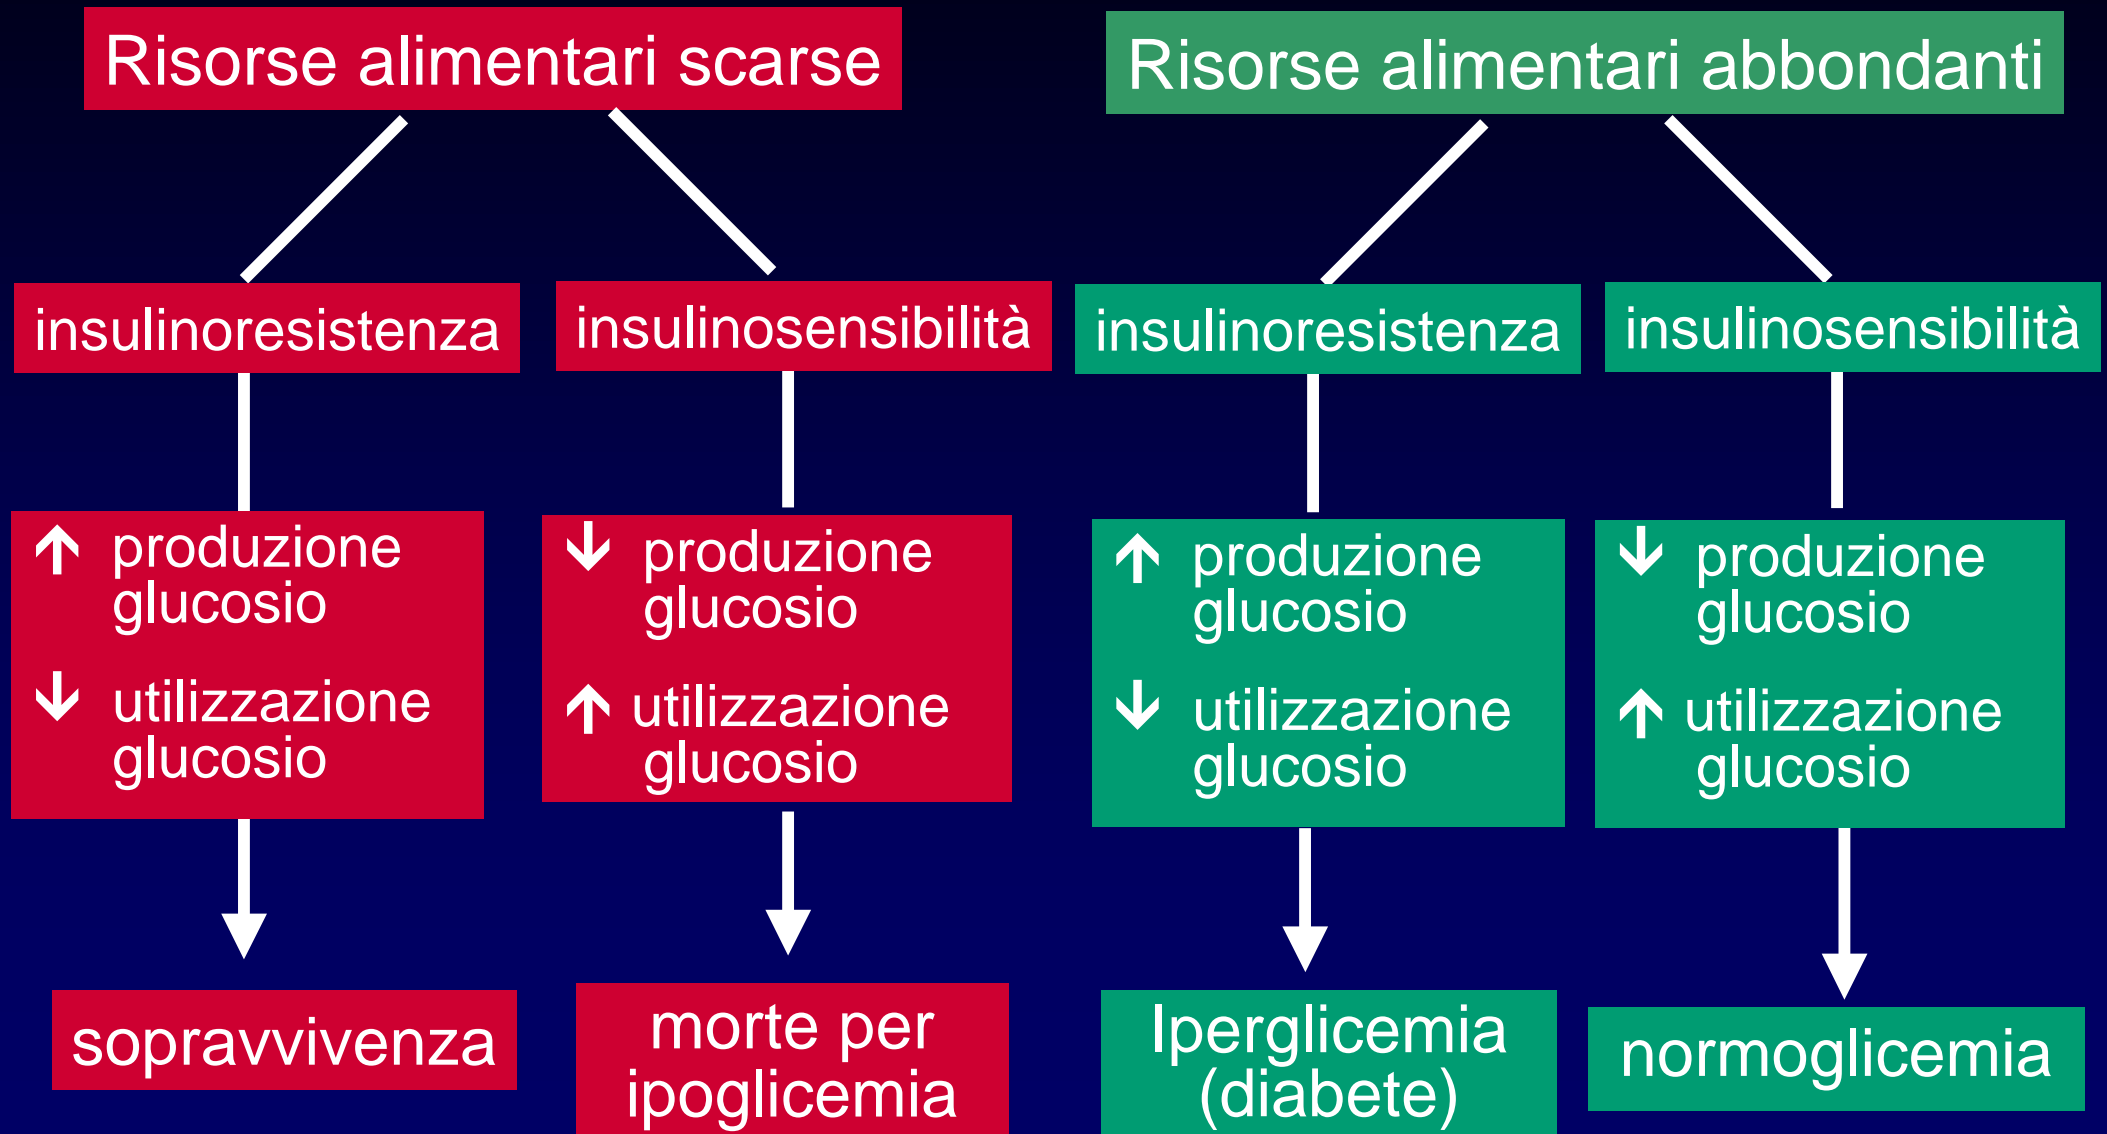 Risorse alimentari scarse
Risorse alimentari abbondanti
insulinoresistenza
insulinosensibilità
insulinoresistenza
insulinosensibilità
↑ produzione
glucosio
↓ utilizzazione
glucosio
↓ produzione
glucosio
↑ utilizzazione
glucosio
↑ produzione
glucosio
↓ utilizzazione
glucosio
↓ produzione
glucosio
↑ utilizzazione
glucosio
sopravvivenza
morte per
ipoglicemia
Iperglicemia
(diabete)
normoglicemia